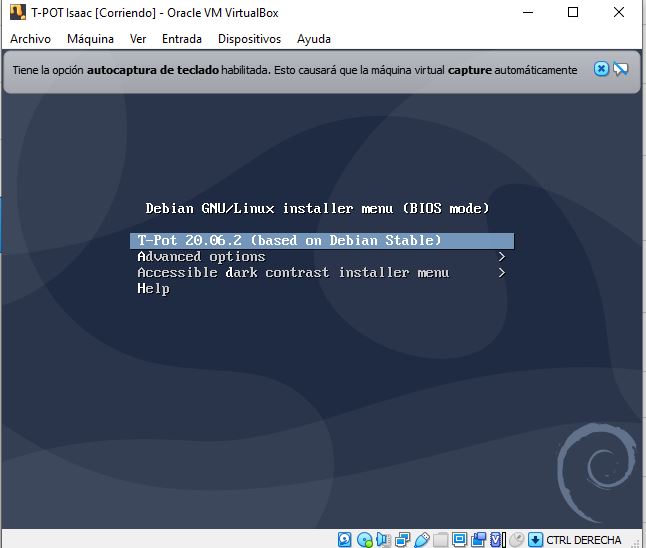 T-POT Isaac [Corriendo] - Oracle VM VirtualBox
Archivo Máquina Ver Entrada Dispositivos Ayuda
Tiene la opción autocaptura de teclado habilitada. Esto causará que la máquina virtual capture automáticamente
Debian GNU/Linux installer menu (BIOS mode)
T-Pot 20.06.2 (based on Debian Stable)
Advanced options >
Accessible dark contrast installer menu >
Help
CTRL DERECHA